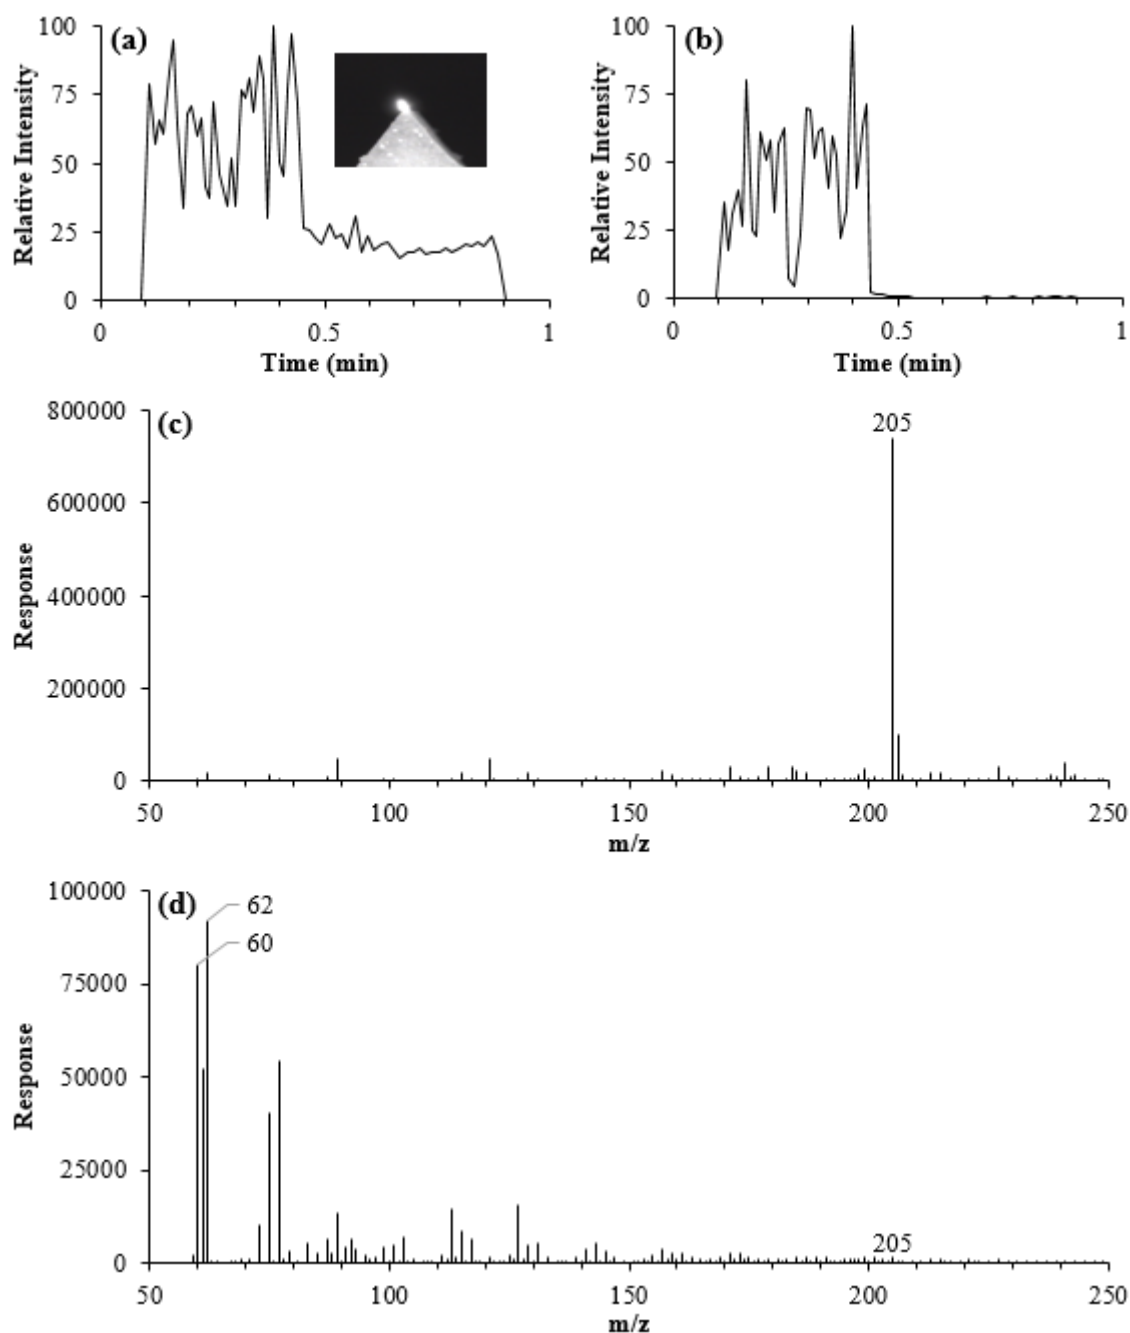 (a)
100
75
50
25
0
Relative Intensity
0 0.5 1
Time (min)
(b)
100
75
50
25
0
Relative Intensity
0 0.5 1
Time (min)
(c)
800000
600000
400000
200000
0
Response
205
50 100 150 200 250
m/z
(d)
100000
75000
50000
25000
0
Response
62
60
205
50 100 150 200 250
m/z